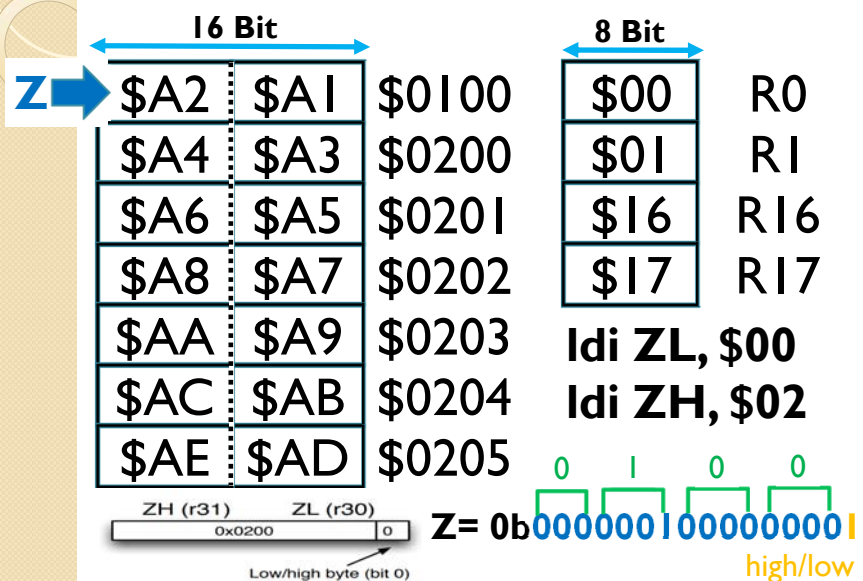 16 Bit 8 Bit
Z $A2 $A1 $0100 $00 R0
$A4 $A3 $0200 $01 R1
$A6 $A5 $0201 $16 R16
$A8 $A7 $0202 $17 R17
$AA $A9 $0203
ldi ZL, $00
$AC $AB $0204
ldi ZH, $02
$AE $AD $0205
0 1 0 0
ZH (r31) ZL (r30)
0x0200 0
Z= 0b0000001000000001
Low/high byte (bit 0)
high/low